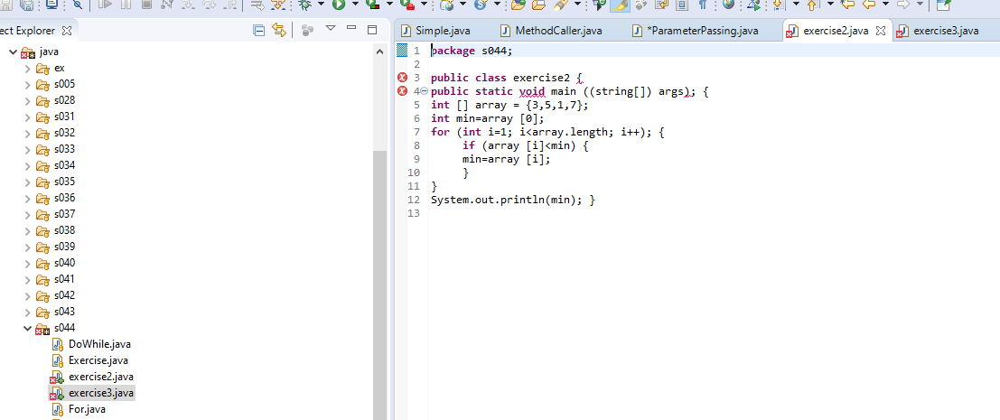 ect Explorer
Simple.java MethodCaller.java *ParameterPassing.java exercise2.java exercise3.java
java
ex
s005
s028
s031
s032
s033
s034
s035
s036
s037
s038
s039
s040
s041
s042
s043
s044
DoWhile.java
Exercise.java
exercise2.java
exercise3.java
For.java
1 package s044;
2
3 public class exercise2 {
4 public static void main ((string[]) args); {
5 int [] array = {3,5,1,7};
6 int min=array [0];
7 for (int i=1; i<array.length; i++); {
8 if (array [i]<min) {
9 min=array [i];
10 }
11 }
12 System.out.println(min); }
13